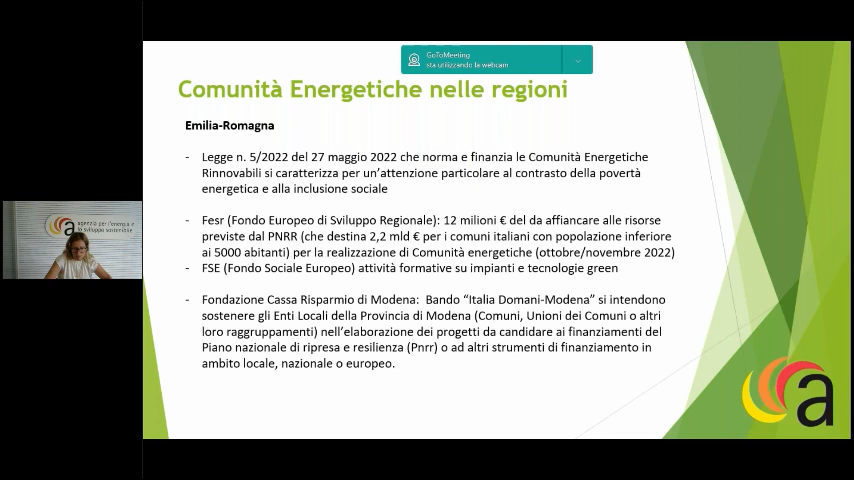 GoToMeeting
sta utilizzando la webcam
Comunità Energetiche nelle regioni
Emilia-Romagna
- Legge n. 5/2022 del 27 maggio 2022 che norma e finanzia le Comunità Energetiche
Rinnovabili si caratterizza per un'attenzione particolare al contrasto della povertà
energetica e alla inclusione sociale
- Fesr (Fondo Europeo di Sviluppo Regionale): 12 milioni € del da affiancare alle risorse
previste dal PNRR (che destina 2,2 mld € per i comuni italiani con popolazione inferiore
ai 5000 abitanti) per la realizzazione di Comunità energetiche (ottobre/novembre 2022)
- FSE (Fondo Sociale Europeo) attività formative su impianti e tecnologie green
- Fondazione Cassa Risparmio di Modena: Bando “Italia Domani-Modena” si intendono
sostenere gli Enti Locali della Provincia di Modena (Comuni, Unioni dei Comuni o altri
loro raggruppamenti) nell'elaborazione dei progetti da candidare ai finanziamenti del
Piano nazionale di ripresa e resilienza (Pnrr) o ad altri strumenti di finanziamento in
ambito locale, nazionale o europeo.
a
agenzia per l'energia e
lo sviluppo sostenibile
a